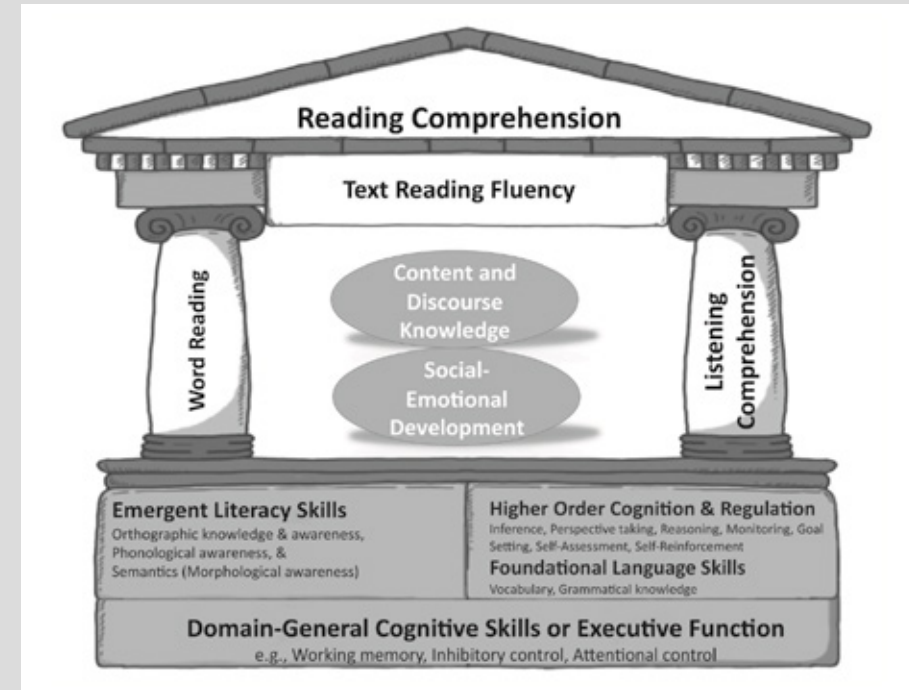 Reading Comprehension
Text Reading Fluency
Word Reading
Content and
Discourse
Knowledge
Social-
Emotional
Development
Listening
Comprehension
Emergent Literacy Skills
Orthographic knowledge & awareness,
Phonological awareness, &
Semantics (Morphological awareness)
Higher Order Cognition & Regulation
Inference, Perspective taking, Reasoning, Monitoring, Goal
Setting, Self-Assessment, Self-Reinforcement
Foundational Language Skills
Vocabulary, Grammatical knowledge
Domain-General Cognitive Skills or Executive Function
e.g., Working memory, Inhibitory control, Attentional control